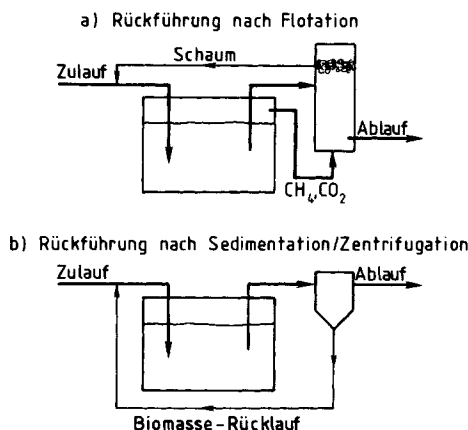 a) Rückführung nach Flotation
Schaum
Zulauf
Ablauf
CH₄,CO₂
b) Rückführung nach Sedimentation/Zentrifugation
Zulauf
Ablauf
Biomasse-Rücklauf